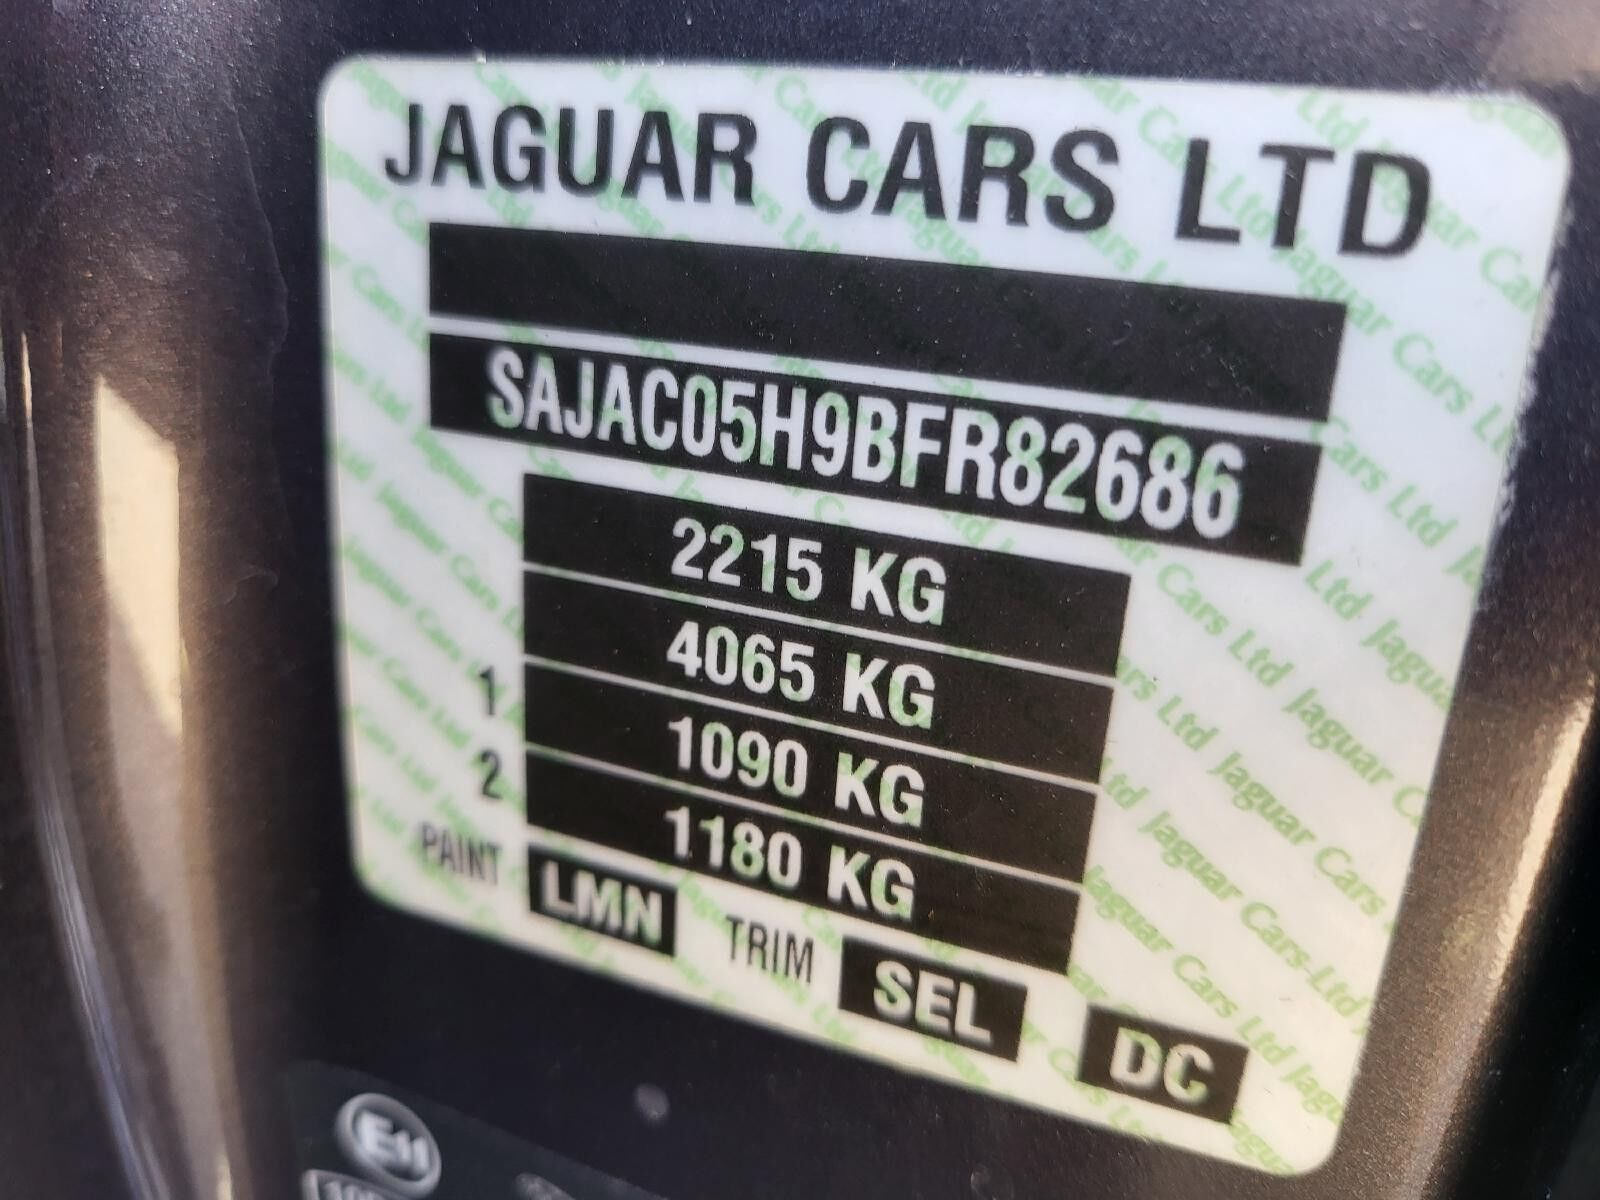 JAGUAR CARS LTD
SAJAC05H9BFR82686
2215 KG
4065 KG
1 1090 KG
2 1180 KG
PAINT LMN TRIM SEL DC
E11